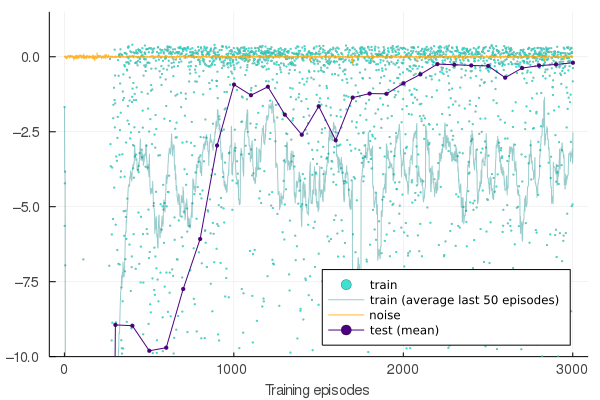 0.0
−2.5
−5.0
−7.5
−10.0
0
1000
2000
3000
Training episodes
train
train (average last 50 episodes)
noise
test (mean)